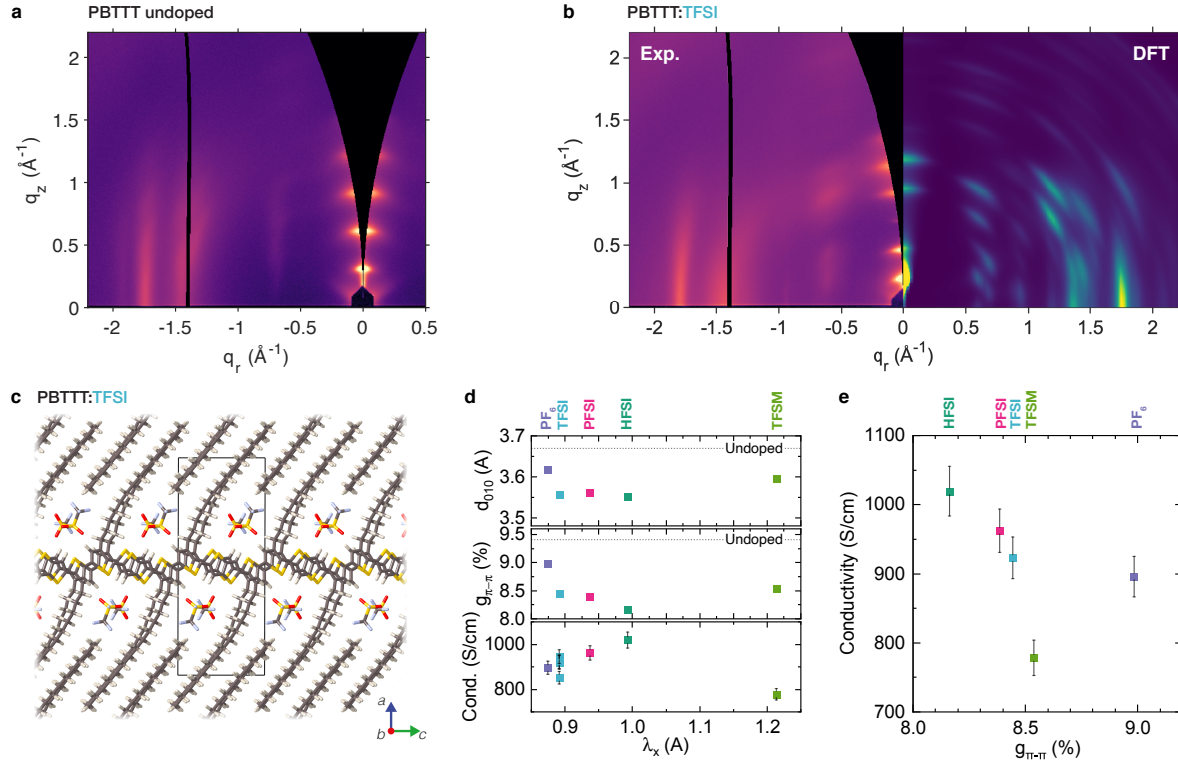 a PBTTT undoped
q_z (Å⁻¹)
2
1.5
1
0.5
0
-2 -1.5 -1 -0.5 0 0.5
q_r (Å⁻¹)
b PBTTT:TFSI
Exp. DFT
q_z (Å⁻¹)
2
1.5
1
0.5
0
-2 -1.5 -1 -0.5 0 0.5 1 1.5 2
q_r (Å⁻¹)
c PBTTT:TFSI
a
b
c
d
PF₆ TFSI PFSI HFSI TFSM
d₀₁₀ (A)
3.7
3.6
3.5
Undoped
g_π-π (%)
9.0
8.5
8.0
Undoped
Cond. (S/cm)
1000
800
0.9 1.0 1.1 1.2
λ_x (A)
e
HFSI PFSI TFSI TFSM PF₆
Conductivity (S/cm)
1100
1000
900
800
700
8.0 8.5 9.0
g_π-π (%)